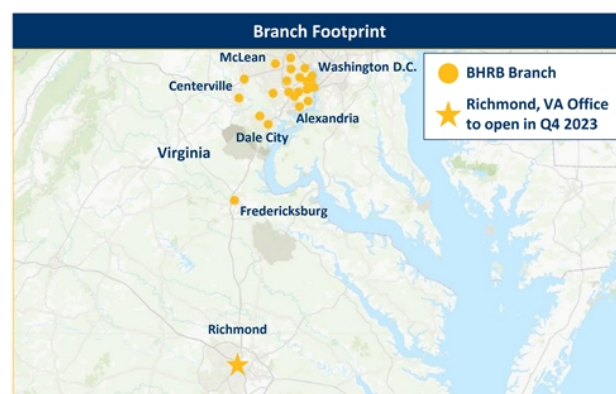 Branch Footprint
McLean
Washington D.C.
Centerville
Alexandria
Dale City
Virginia
Fredericksburg
Richmond
BHRB Branch
Richmond, VA Office
to open in Q4 2023